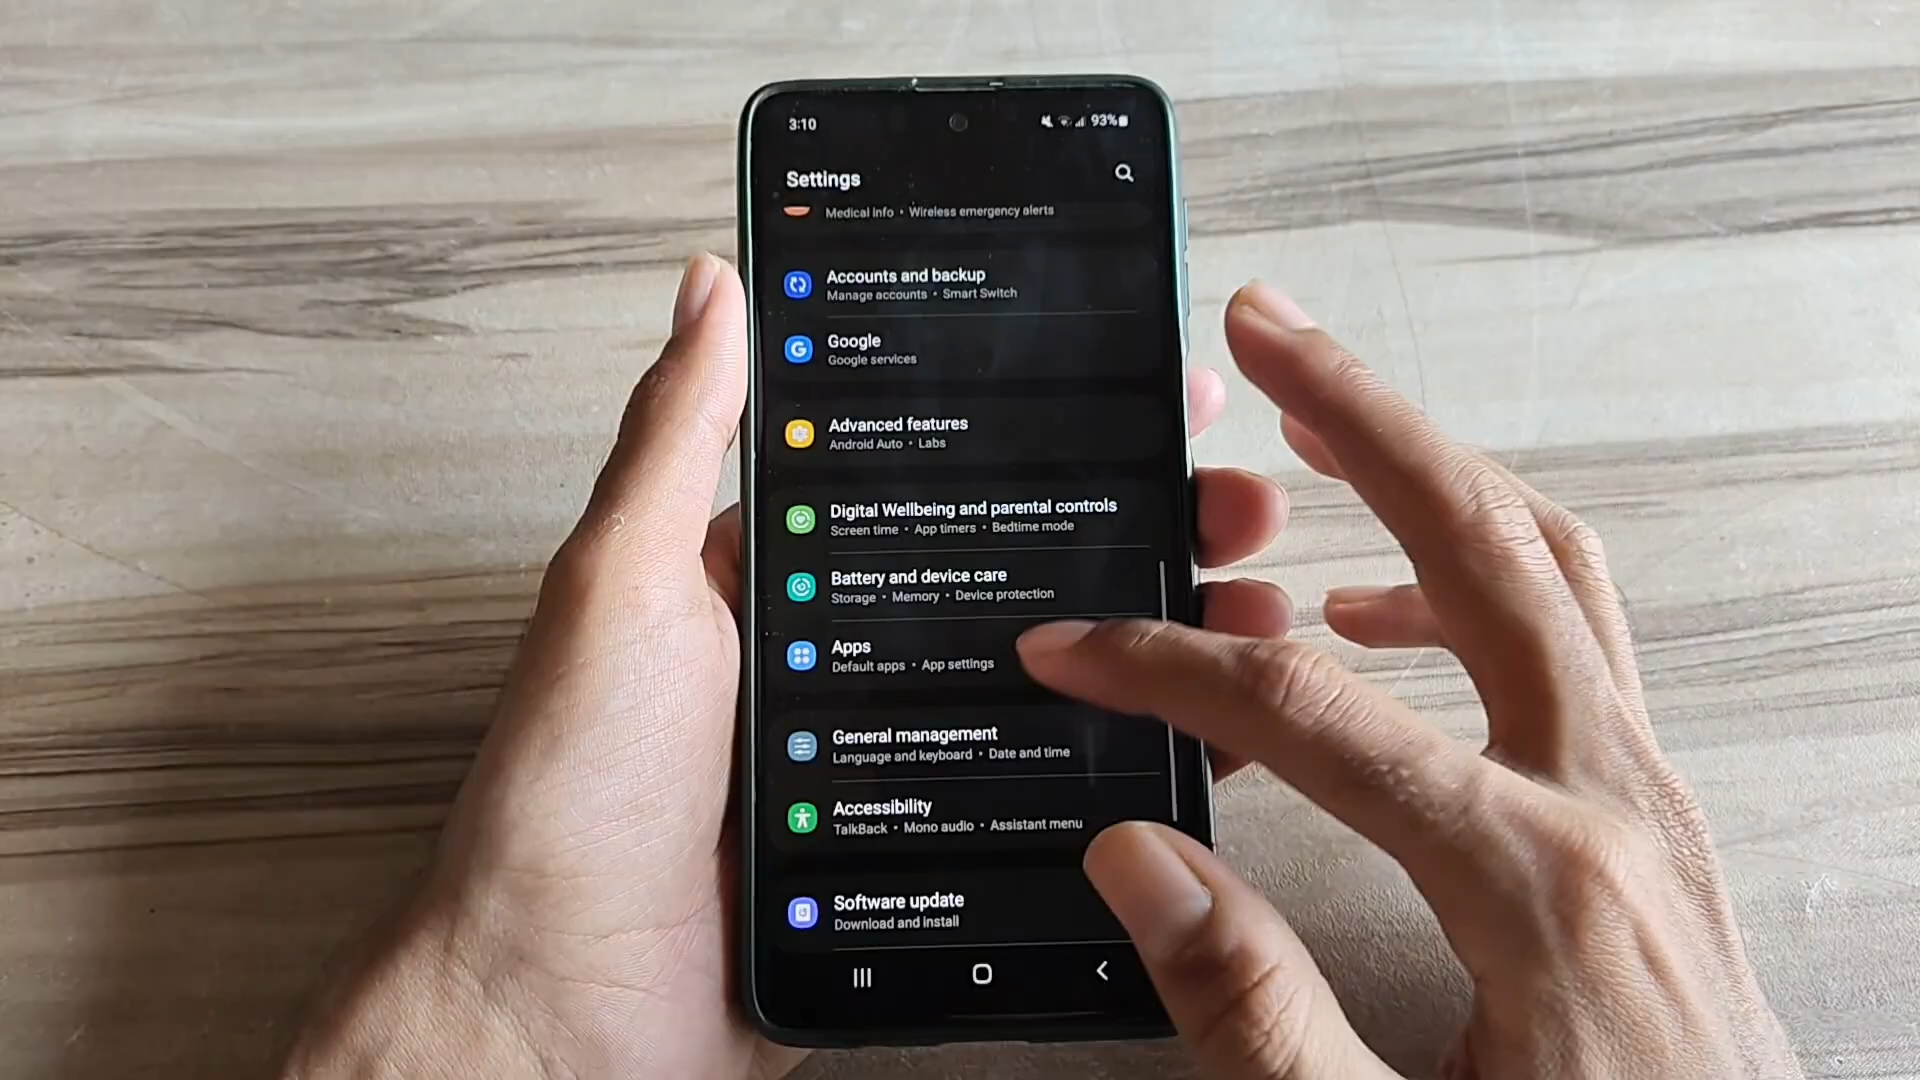 3:10
93%
Settings
Medical info • Wireless emergency alerts
Accounts and backup
Manage accounts • Smart Switch
Google
Google services
Advanced features
Android Auto • Labs
Digital Wellbeing and parental controls
Screen time • App timers • Bedtime mode
Battery and device care
Storage • Memory • Device protection
Apps
Default apps • App settings
General management
Language and keyboard • Date and time
Accessibility
TalkBack • Mono audio • Assistant menu
Software update
Download and install